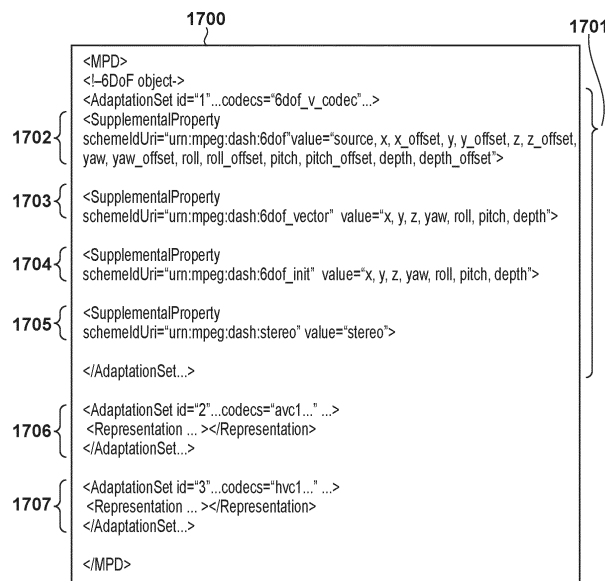 1700
1701
<MPD>
<!–6DoF object->
<AdaptationSet id=“1”...codecs=“6dof_v_codec”...>
1702
<SupplementalProperty
schemeIdUri=“urn:mpeg:dash:6dof”value=“source, x, x_offset, y, y_offset, z, z_offset,
yaw, yaw_offset, roll, roll_offset, pitch, pitch_offset, depth, depth_offset”>
1703
<SupplementalProperty
schemeIdUri=“urn:mpeg:dash:6dof_vector” value=“x, y, z, yaw, roll, pitch, depth”>
1704
<SupplementalProperty
schemeIdUri=“urn:mpeg:dash:6dof_init” value=“x, y, z, yaw, roll, pitch, depth”>
1705
<SupplementalProperty
schemeIdUri=“urn:mpeg:dash:stereo” value=“stereo”>
</AdaptationSet...>
1706
<AdaptationSet id=“2”...codecs=“avc1...” ...>
<Representation ... ></Representation>
</AdaptationSet...>
1707
<AdaptationSet id=“3”...codecs=“hvc1...” ...>
<Representation ... ></Representation>
</AdaptationSet...>
</MPD>